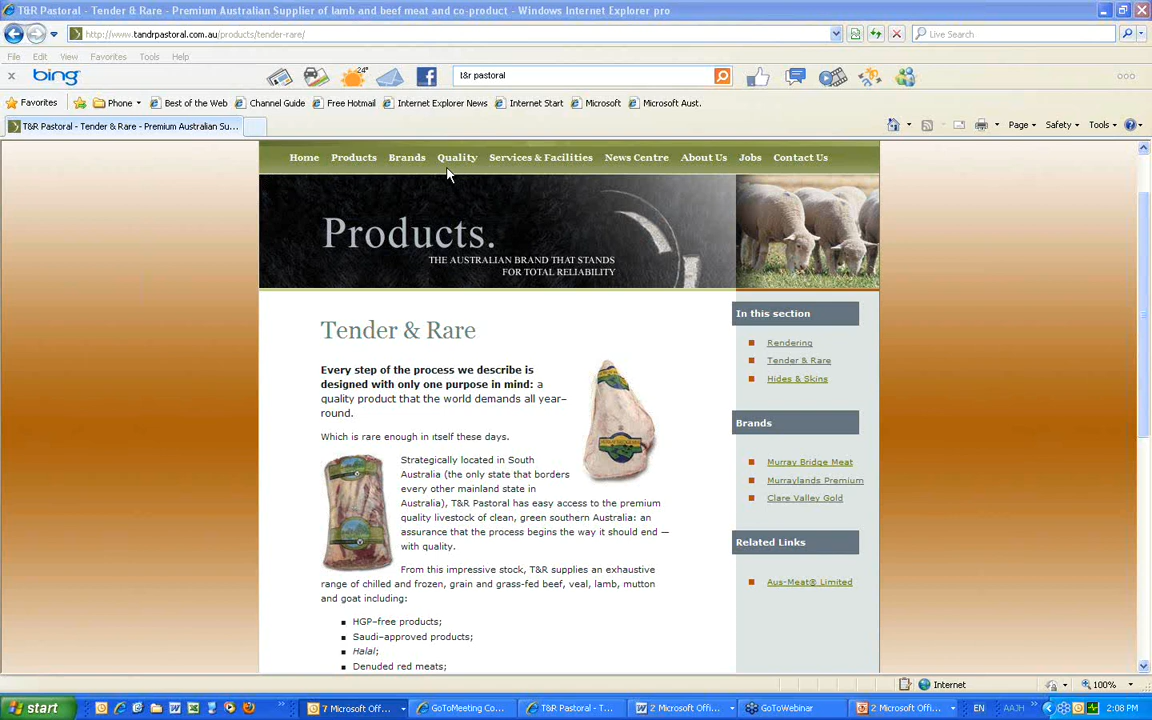 T&R Pastoral - Tender & Rare - Premium Australian Supplier of lamb and beef meat and co-product - Windows Internet Explorer pro
http://www.tandrpastoral.com.au/products/tender-rare/
Live Search
File Edit View Favorites Tools Help
x bing 24° t&r pastoral
Favorites Phone Best of the Web Channel Guide Free Hotmail Internet Explorer News Internet Start Microsoft Microsoft Aust.
T&R Pastoral - Tender & Rare - Premium Australian Su... Page Safety Tools
Home Products Brands Quality Services & Facilities News Centre About Us Jobs Contact Us
Products.
THE AUSTRALIAN BRAND THAT STANDS
FOR TOTAL RELIABILITY
Tender & Rare
Every step of the process we describe is
designed with only one purpose in mind: a
quality product that the world demands all year–
round.
Which is rare enough in itself these days.
Strategically located in South
Australia (the only state that borders
every other mainland state in
Australia), T&R Pastoral has easy access to the premium
quality livestock of clean, green southern Australia: an
assurance that the process begins the way it should end —
with quality.
From this impressive stock, T&R supplies an exhaustive
range of chilled and frozen, grain and grass-fed beef, veal, lamb, mutton
and goat including:
HGP–free products;
Saudi–approved products;
Halal;
Denuded red meats;
In this section
Rendering
Tender & Rare
Hides & Skins
Brands
Murray Bridge Meat
Murraylands Premium
Clare Valley Gold
Related Links
Aus-Meat® Limited
Internet 100%
start 7 Microsoft Off... GoToMeeting Co... T&R Pastoral - T... 2 Microsoft Offi... GoToWebinar 2 Microsoft Offi... EN AAJH 2:08 PM